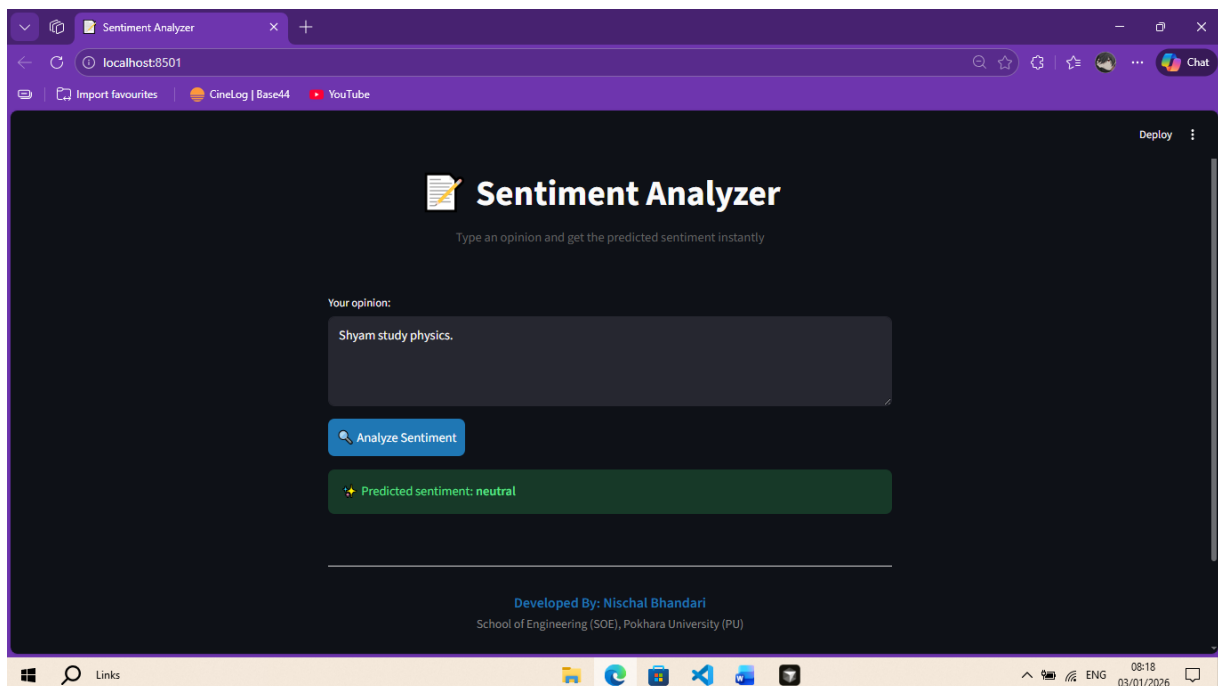 Sentiment Analyzer
localhost:8501
Chat
Import favourites
CineLog | Base44
YouTube
Deploy
Sentiment Analyzer
Type an opinion and get the predicted sentiment instantly
Your opinion:
Shyam study physics.
Analyze Sentiment
Predicted sentiment: neutral
Developed By: Nischal Bhandari
School of Engineering (SOE), Pokhara University (PU)
Links
ENG
08:18
03/01/2026